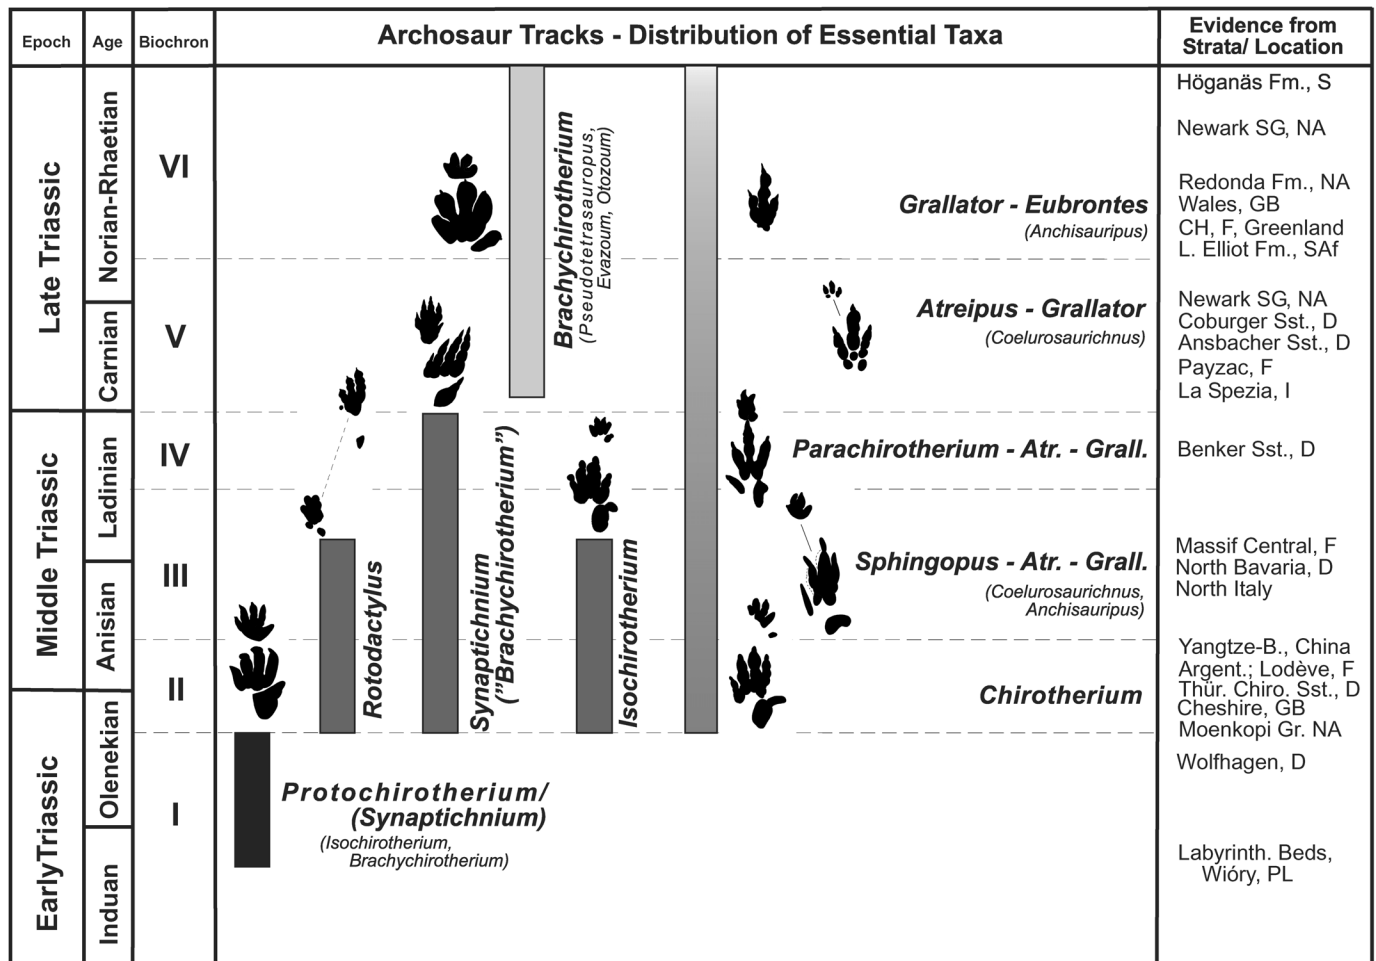 Epoch
Age
Biochron
Archosaur Tracks - Distribution of Essential Taxa
Evidence from
Strata/ Location
Late Triassic
Middle Triassic
EarlyTriassic
Norian-Rhaetian
Carnian
Ladinian
Anisian
Olenekian
Induan
VI
V
IV
III
II
I
Brachychirotherium
(Pseudotetrasauropus,
Evazoum, Otozoum)
Grallator - Eubrontes
(Anchisauripus)
Atreipus - Grallator
(Coelurosaurichnus)
Parachirotherium - Atr. - Grall.
Sphingopus - Atr. - Grall.
(Coelurosaurichnus,
Anchisauripus)
Chirotherium
Rotodactylus
Synaptichnium
("Brachychirotherium")
Isochirotherium
Protochirotherium/
(Synaptichnium)
(Isochirotherium,
Brachychirotherium)
Höganäs Fm., S
Newark SG, NA
Redonda Fm., NA
Wales, GB
CH, F, Greenland
L. Elliot Fm., SAf
Newark SG, NA
Coburger Sst., D
Ansbacher Sst., D
Payzac, F
La Spezia, I
Benker Sst., D
Massif Central, F
North Bavaria, D
North Italy
Yangtze-B., China
Argent.; Lodève, F
Thür. Chiro. Sst., D
Cheshire, GB
Moenkopi Gr. NA
Wolfhagen, D
Labyrinth. Beds,
Wióry, PL